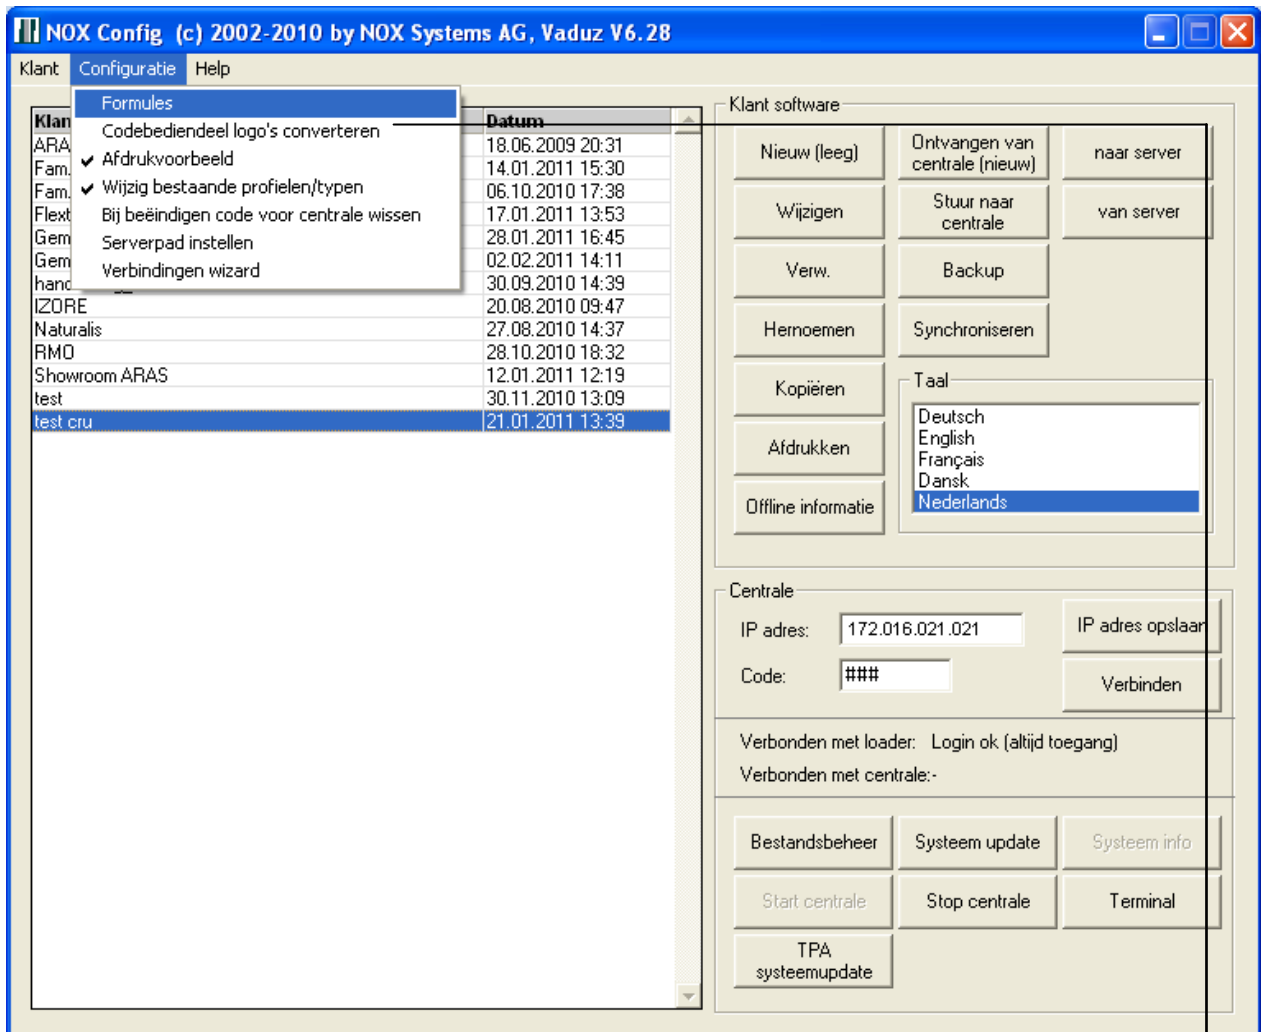 NOX Config (c) 2002-2010 by NOX Systems AG, Vaduz V6.28
Klant Configuratie Help
Formules
Codebediendeel logo's converteren
Afdrukvoorbeeld
Wijzig bestaande profielen/typen
Bij beëindigen code voor centrale wissen
Serverpad instellen
Verbindingen wizard
Klan Datum
ARA 18.06.2009 20:31
Fam. 14.01.2011 15:30
Fam. 06.10.2010 17:38
Flext 17.01.2011 13:53
Gem 28.01.2011 16:45
Gem 02.02.2011 14:11
hand 30.09.2010 14:39
IZORE 20.08.2010 09:47
Naturalis 27.08.2010 14:37
RMO 28.10.2010 18:32
Showroom ARAS 12.01.2011 12:19
test 30.11.2010 13:09
test cru 21.01.2011 13:39
Klant software
Nieuw (leeg)
Ontvangen van centrale (nieuw)
naar server
Wijzigen
Stuur naar centrale
van server
Verw.
Backup
Hernoemen
Synchroniseren
Kopiëren
Afdrukken
Offline informatie
Taal
Deutsch
English
Français
Dansk
Nederlands
Centrale
IP adres: 172.016.021.021
IP adres opslaan
Code: ###
Verbinden
Verbonden met loader: Login ok (altijd toegang)
Verbonden met centrale:-
Bestandsbeheer
Systeem update
Systeem info
Start centrale
Stop centrale
Terminal
TPA systeemupdate